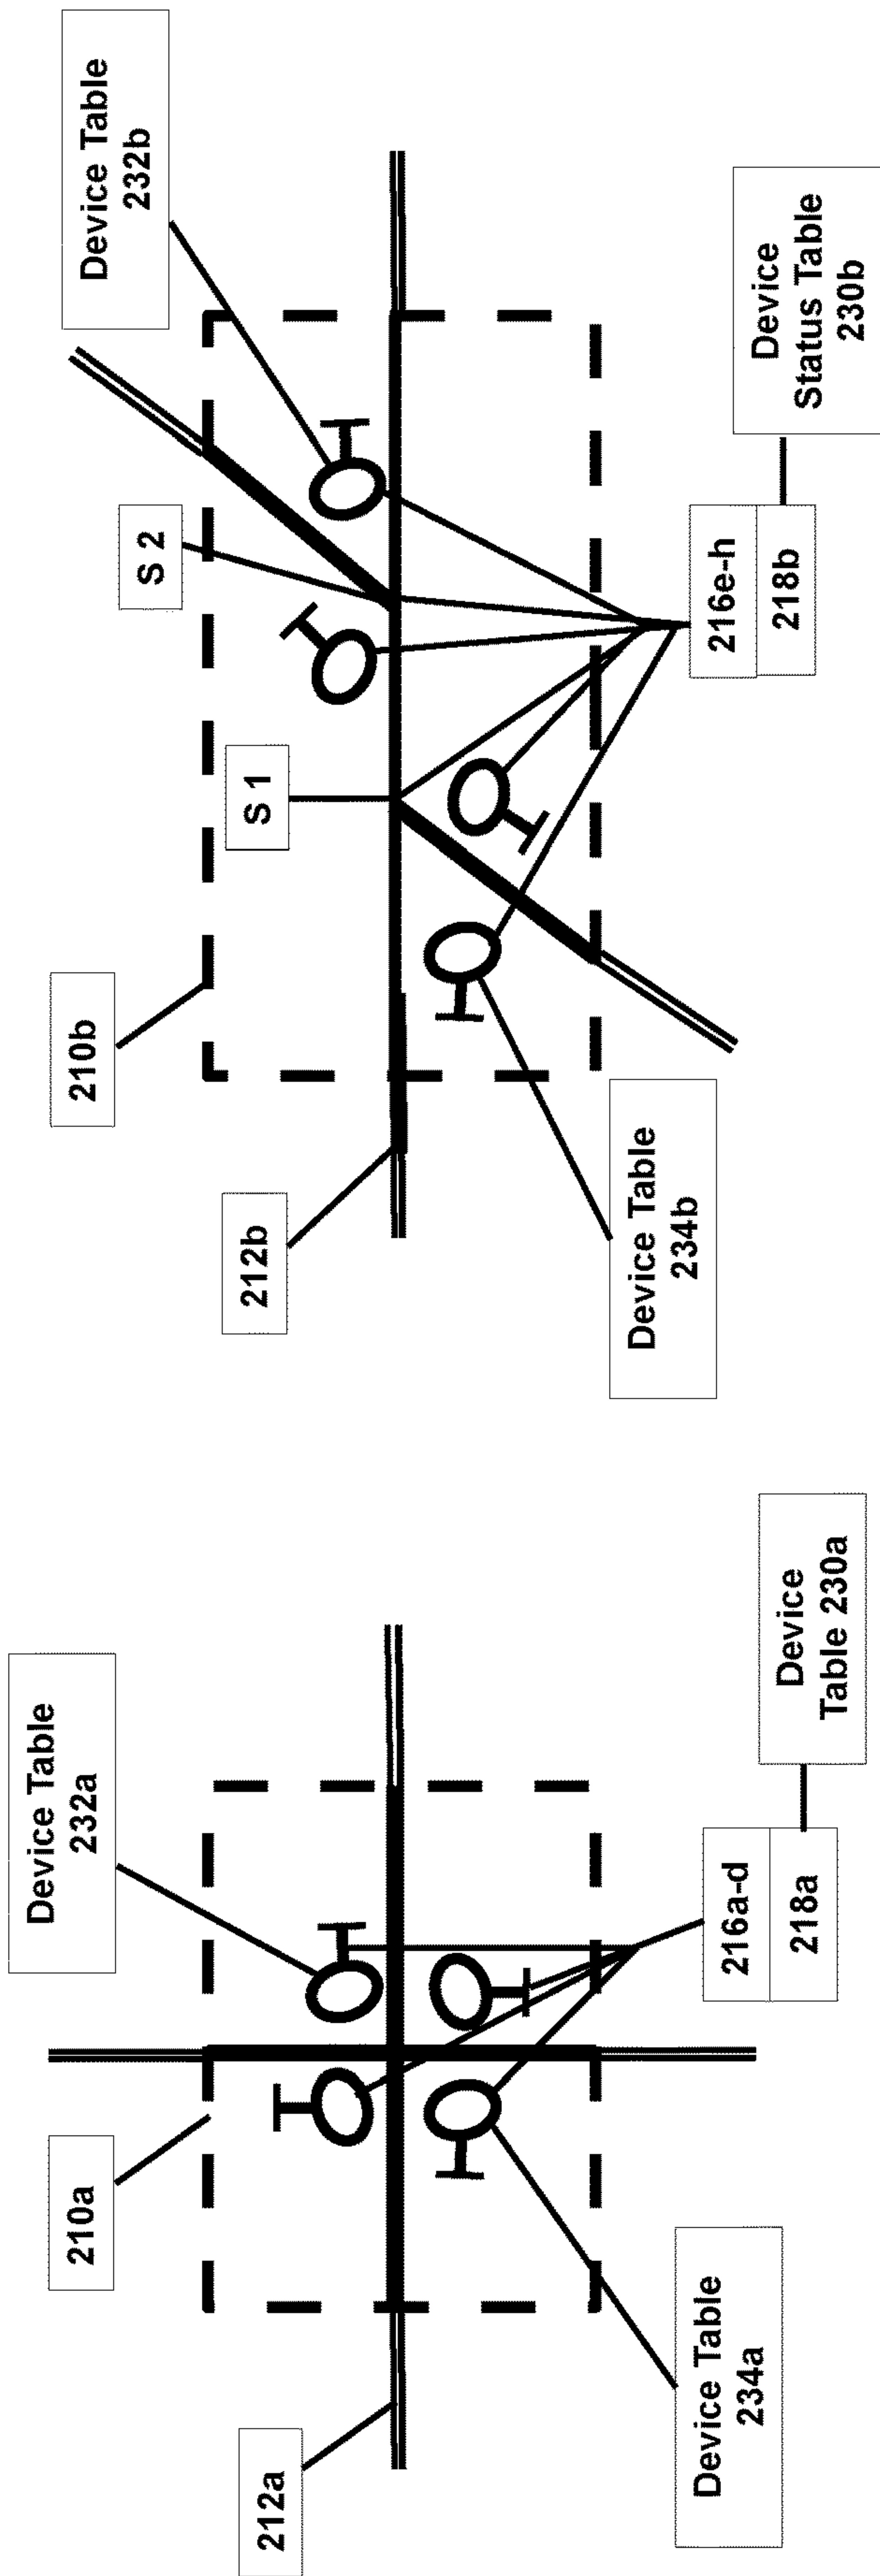 Device Table
232a
210a
212a
Device Table
234a
216a-d
218a
Device
Table 230a
Device Table
232b
S 2
S 1
210b
212b
Device Table
234b
216e-h
218b
Device
Status Table
230b